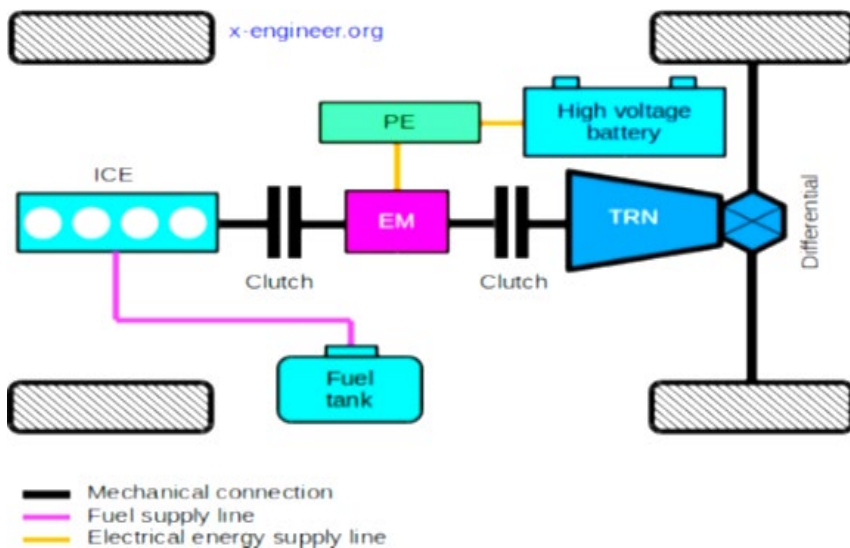 x-engineer.org
PE
High voltage
battery
ICE
EM
TRN
Differential
Clutch
Clutch
Fuel
tank
Mechanical connection
Fuel supply line
Electrical energy supply line